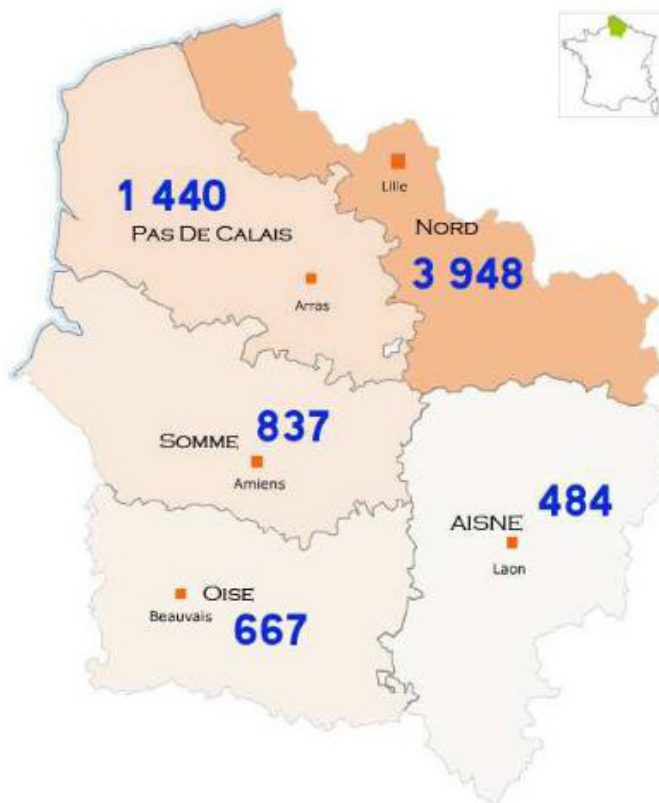 Lille
1 440
PAS DE CALAIS
NORD
3 948
Arras
SOMME
837
Amiens
484
AISNE
Laon
OISE
Beauvais
667